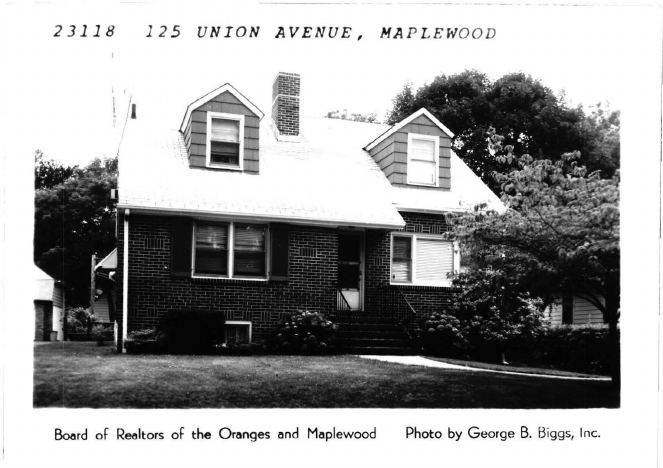 23118 125 UNION AVENUE, MAPLEWOOD
Board of Realtors of the Oranges and Maplewood Photo by George B. Biggs, Inc.